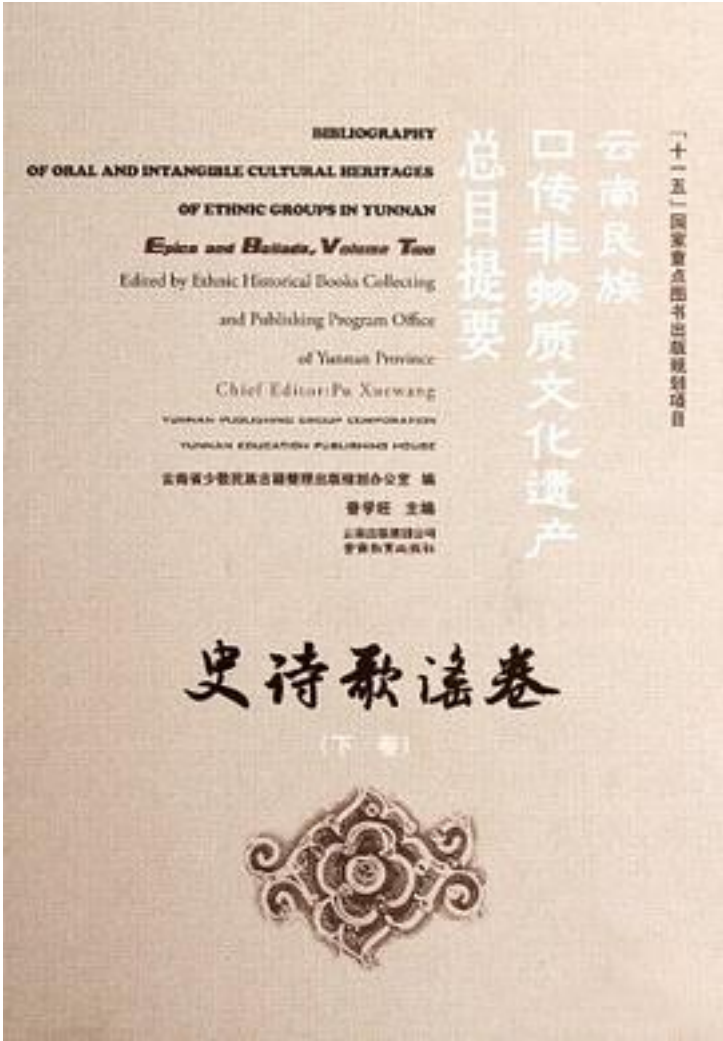 「十一五」国家重点图书出版规划项目
云南民族
口传非物质文化遗产
总目提要
BIBLIOGRAPHY
OF ORAL AND INTANGIBLE CULTURAL HERITAGES
OF ETHNIC GROUPS IN YUNNAN
Epics and Ballads, Volume Two
Edited by Ethnic Historical Books Collecting
and Publishing Program Office
of Yunnan Province
Chief Editor:Pu Xuewang
YUNNAN PUBLISHING GROUP CORPORATION
YUNNAN EDUCATION PUBLISHING HOUSE
云南省少数民族古籍整理出版规划办公室 编
普学旺 主编
云南出版集团公司
云南教育出版社
史诗歌谣卷
(下 卷)